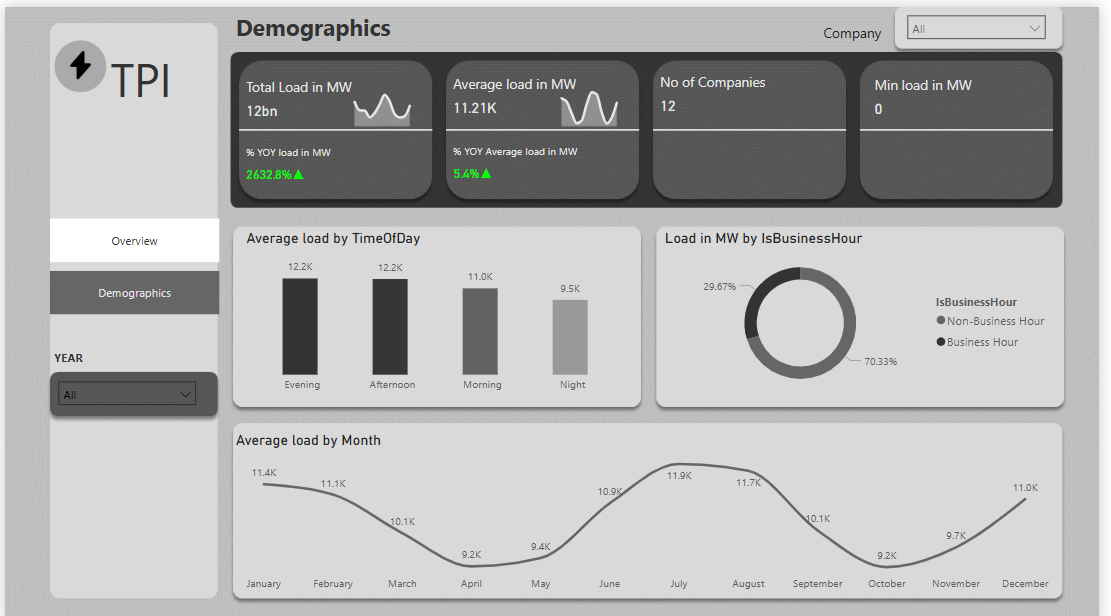 TPI
Overview
Demographics
YEAR
All
Demographics
Company
All
Total Load in MW
12bn
% YOY load in MW
2632.8%▲
Average load in MW
11.21K
% YOY Average load in MW
5.4%▲
No of Companies
12
Min load in MW
0
Average load by TimeOfDay
12.2K
12.2K
11.0K
9.5K
Evening
Afternoon
Morning
Night
Load in MW by IsBusinessHour
29.67%
70.33%
IsBusinessHour
Non-Business Hour
Business Hour
Average load by Month
11.4K
11.1K
10.1K
9.2K
9.4K
10.9K
11.9K
11.7K
10.1K
9.2K
9.7K
11.0K
January
February
March
April
May
June
July
August
September
October
November
December